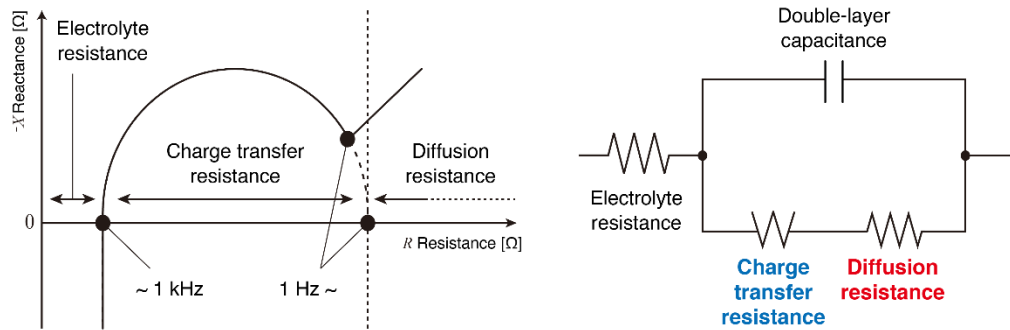 -X Reactance [Ω]
Electrolyte
resistance
Charge transfer
resistance
Diffusion
resistance
0
R Resistance [Ω]
~ 1 kHz
1 Hz ~
Double-layer
capacitance
Electrolyte
resistance
Charge
transfer
resistance
Diffusion
resistance